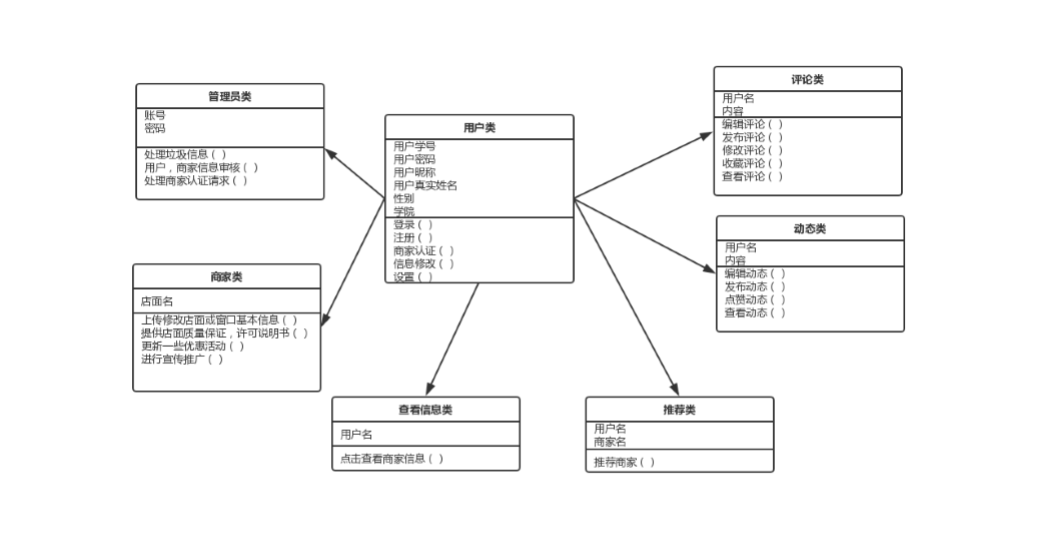 管理员类
账号
密码
处理垃圾信息（ ）
用户，商家信息审核（ ）
处理商家认证请求（ ）
商家类
店面名
上传修改店面或窗口基本信息（ ）
提供店面质量保证，许可说明书（ ）
更新一些优惠活动（ ）
进行宣传推广（ ）
用户类
用户学号
用户密码
用户昵称
用户真实姓名
性别
学院
登录（ ）
注册（ ）
商家认证（ ）
信息修改（ ）
设置（ ）
评论类
用户名
内容
编辑评论（ ）
发布评论（ ）
修改评论（ ）
收藏评论（ ）
查看评论（ ）
动态类
用户名
内容
编辑动态（ ）
发布动态（ ）
点赞动态（ ）
查看动态（ ）
查看信息类
用户名
点击查看商家信息（ ）
推荐类
用户名
商家名
推荐商家（ ）